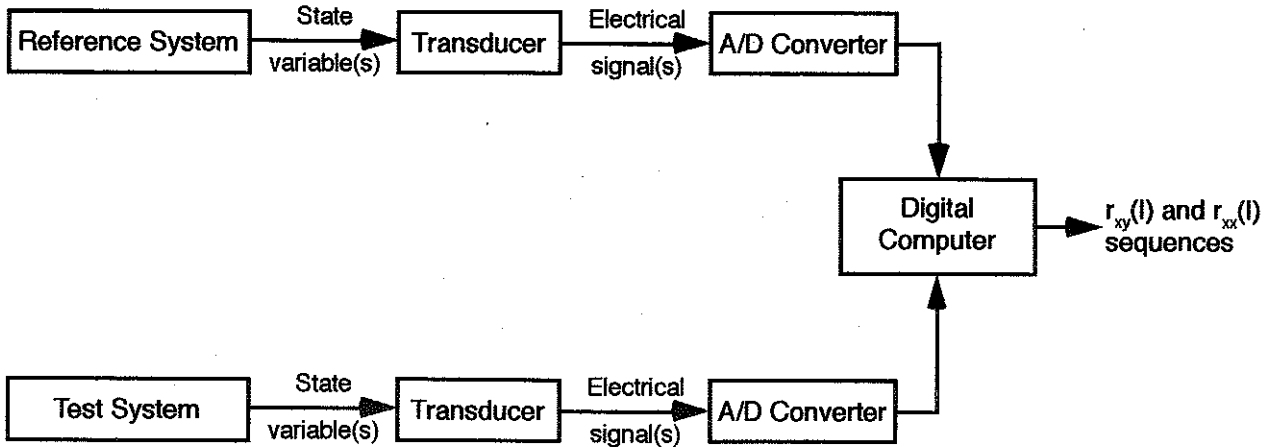 Reference System
State
variable(s)
Transducer
Electrical
signal(s)
A/D Converter
Digital
Computer
r_xy(l) and r_xx(l)
sequences
Test System
State
variable(s)
Transducer
Electrical
signal(s)
A/D Converter